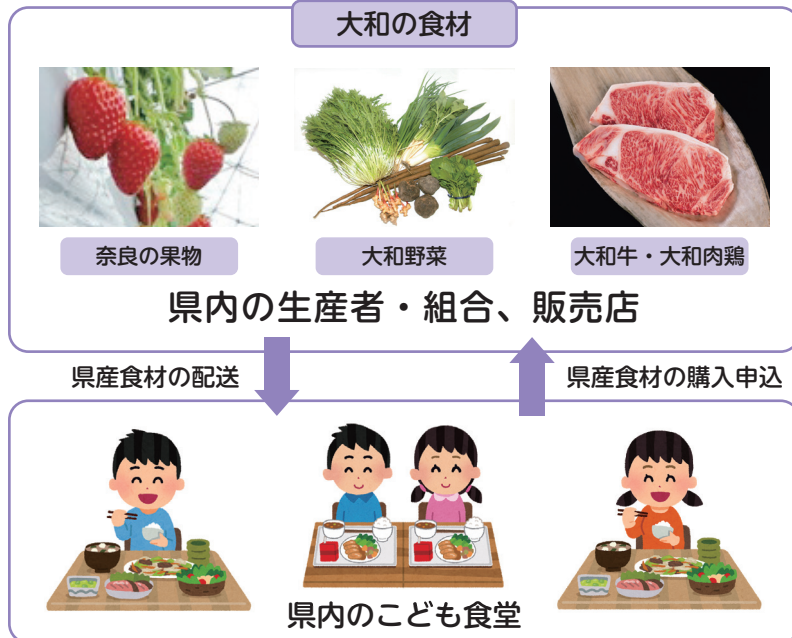 大和の食材
奈良の果物
大和野菜
大和牛・大和肉鶏
県内の生産者・組合、販売店
県産食材の配送
県産食材の購入申込
県内のこども食堂